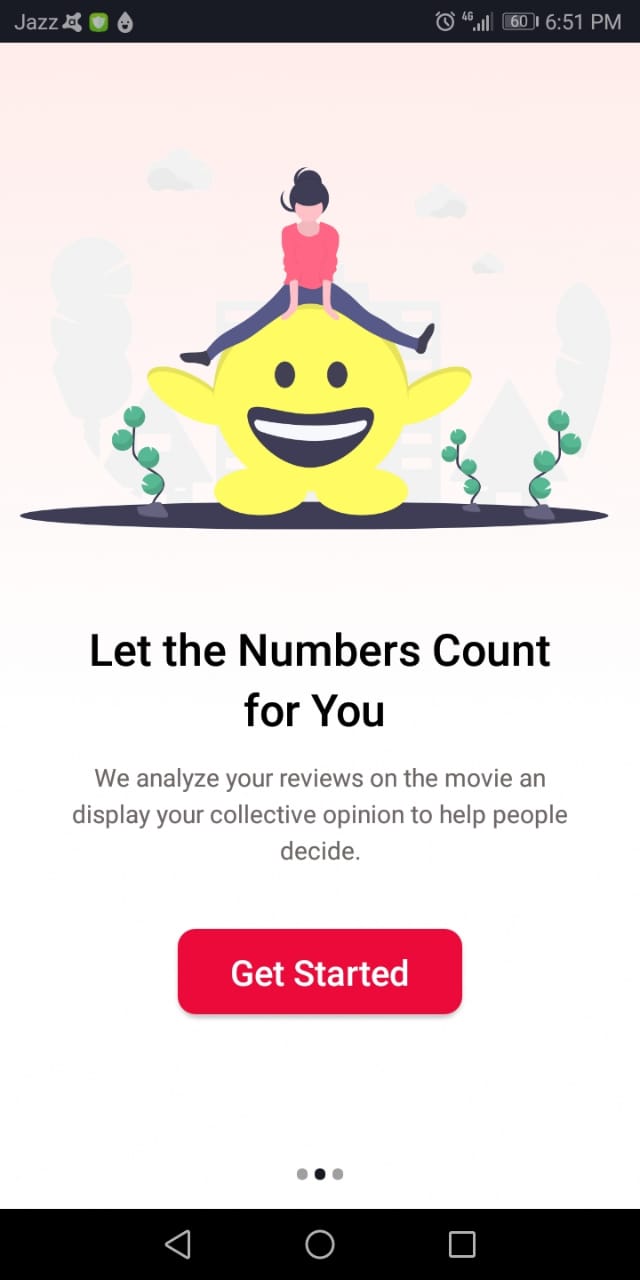 Jazz 4G 60 6:51 PM
Let the Numbers Count
for You
We analyze your reviews on the movie an
display your collective opinion to help people
decide.
Get Started